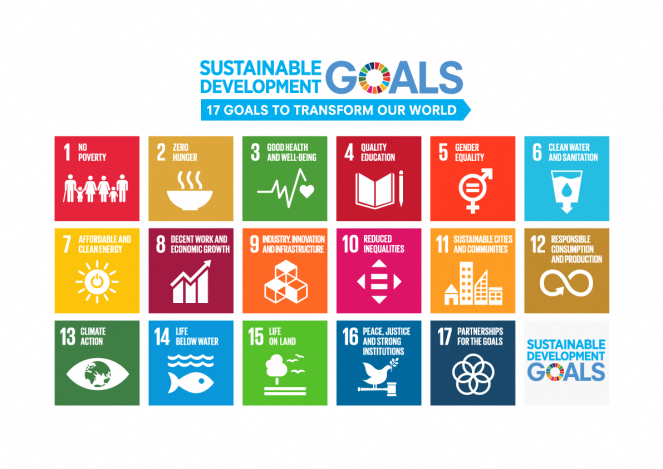 SUSTAINABLE
DEVELOPMENT
GOALS
17 GOALS TO TRANSFORM OUR WORLD
1 NO
POVERTY
2 ZERO
HUNGER
3 GOOD HEALTH
AND WELL-BEING
4 QUALITY
EDUCATION
5 GENDER
EQUALITY
6 CLEAN WATER
AND SANITATION
7 AFFORDABLE AND
CLEAN ENERGY
8 DECENT WORK AND
ECONOMIC GROWTH
9 INDUSTRY, INNOVATION
AND INFRASTRUCTURE
10 REDUCED
INEQUALITIES
11 SUSTAINABLE CITIES
AND COMMUNITIES
12 RESPONSIBLE
CONSUMPTION
AND PRODUCTION
13 CLIMATE
ACTION
14 LIFE
BELOW WATER
15 LIFE
ON LAND
16 PEACE, JUSTICE
AND STRONG
INSTITUTIONS
17 PARTNERSHIPS
FOR THE GOALS
SUSTAINABLE
DEVELOPMENT
GOALS